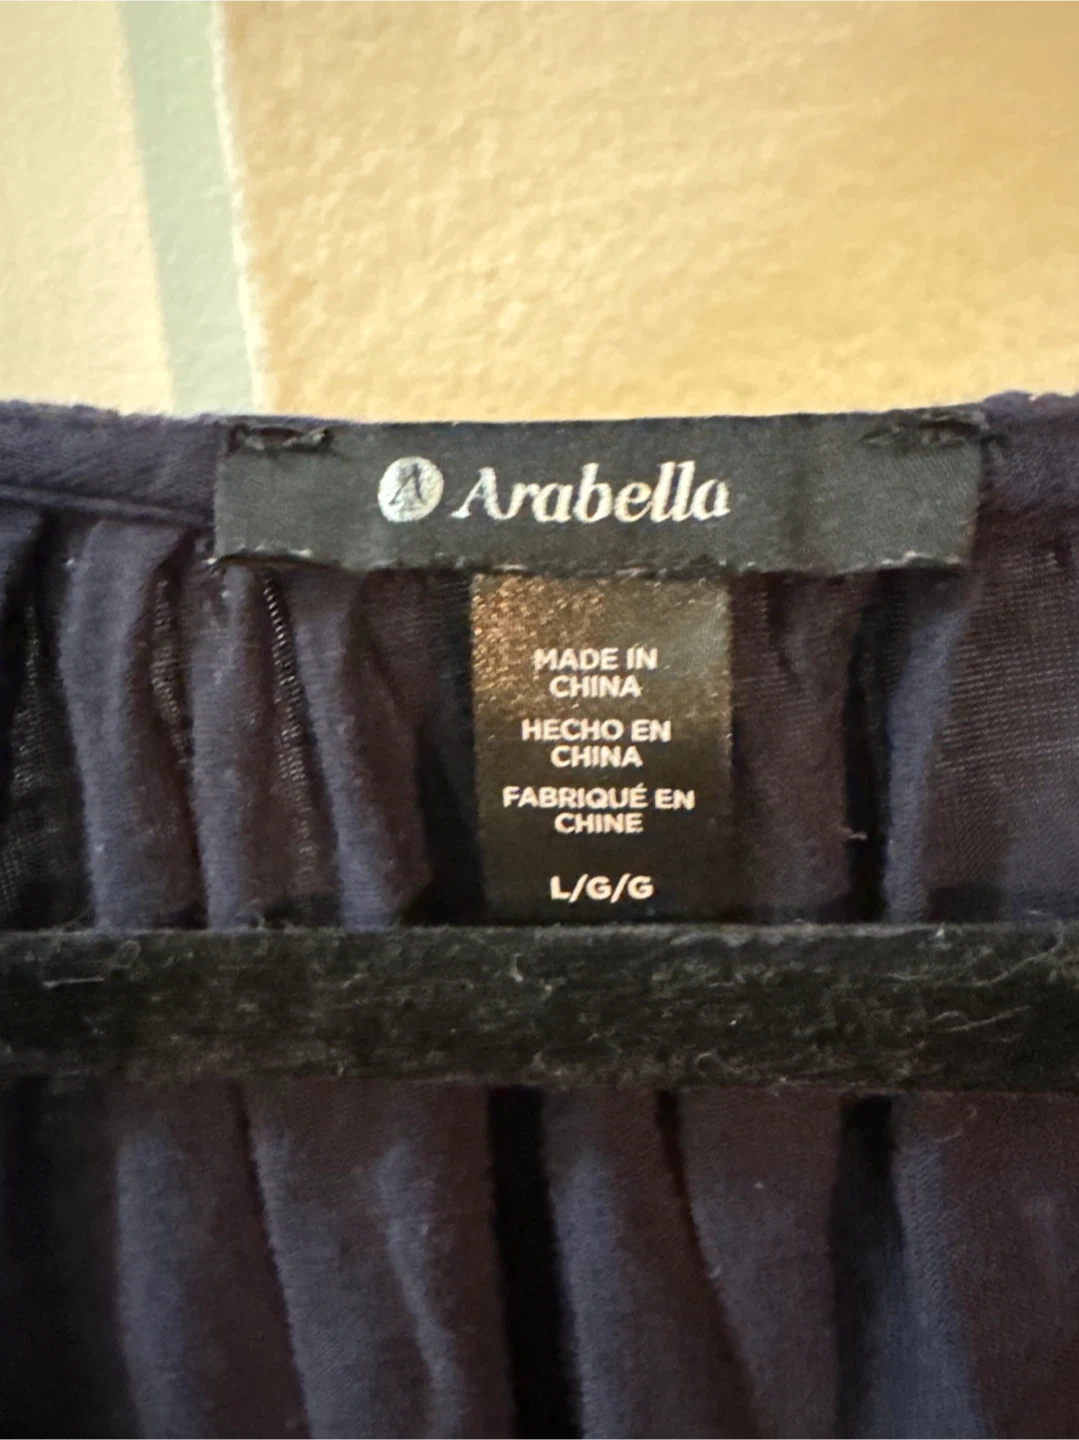 A Arabella
MADE IN
CHINA
HECHO EN
CHINA
FABRIQUÉ EN
CHINE
L/G/G